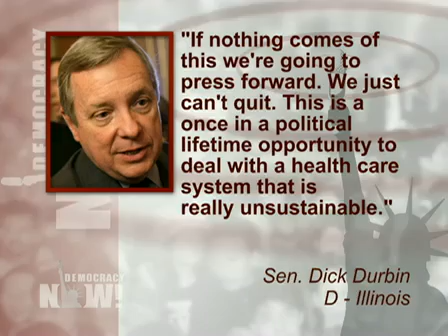 DEMOCRACY
N
"If nothing comes of
this we're going to
press forward. We just
can't quit. This is a
once in a political
lifetime opportunity to
deal with a health care
system that is
really unsustainable."
Sen. Dick Durbin
D - Illinois
DEMOCRACY
NOW!